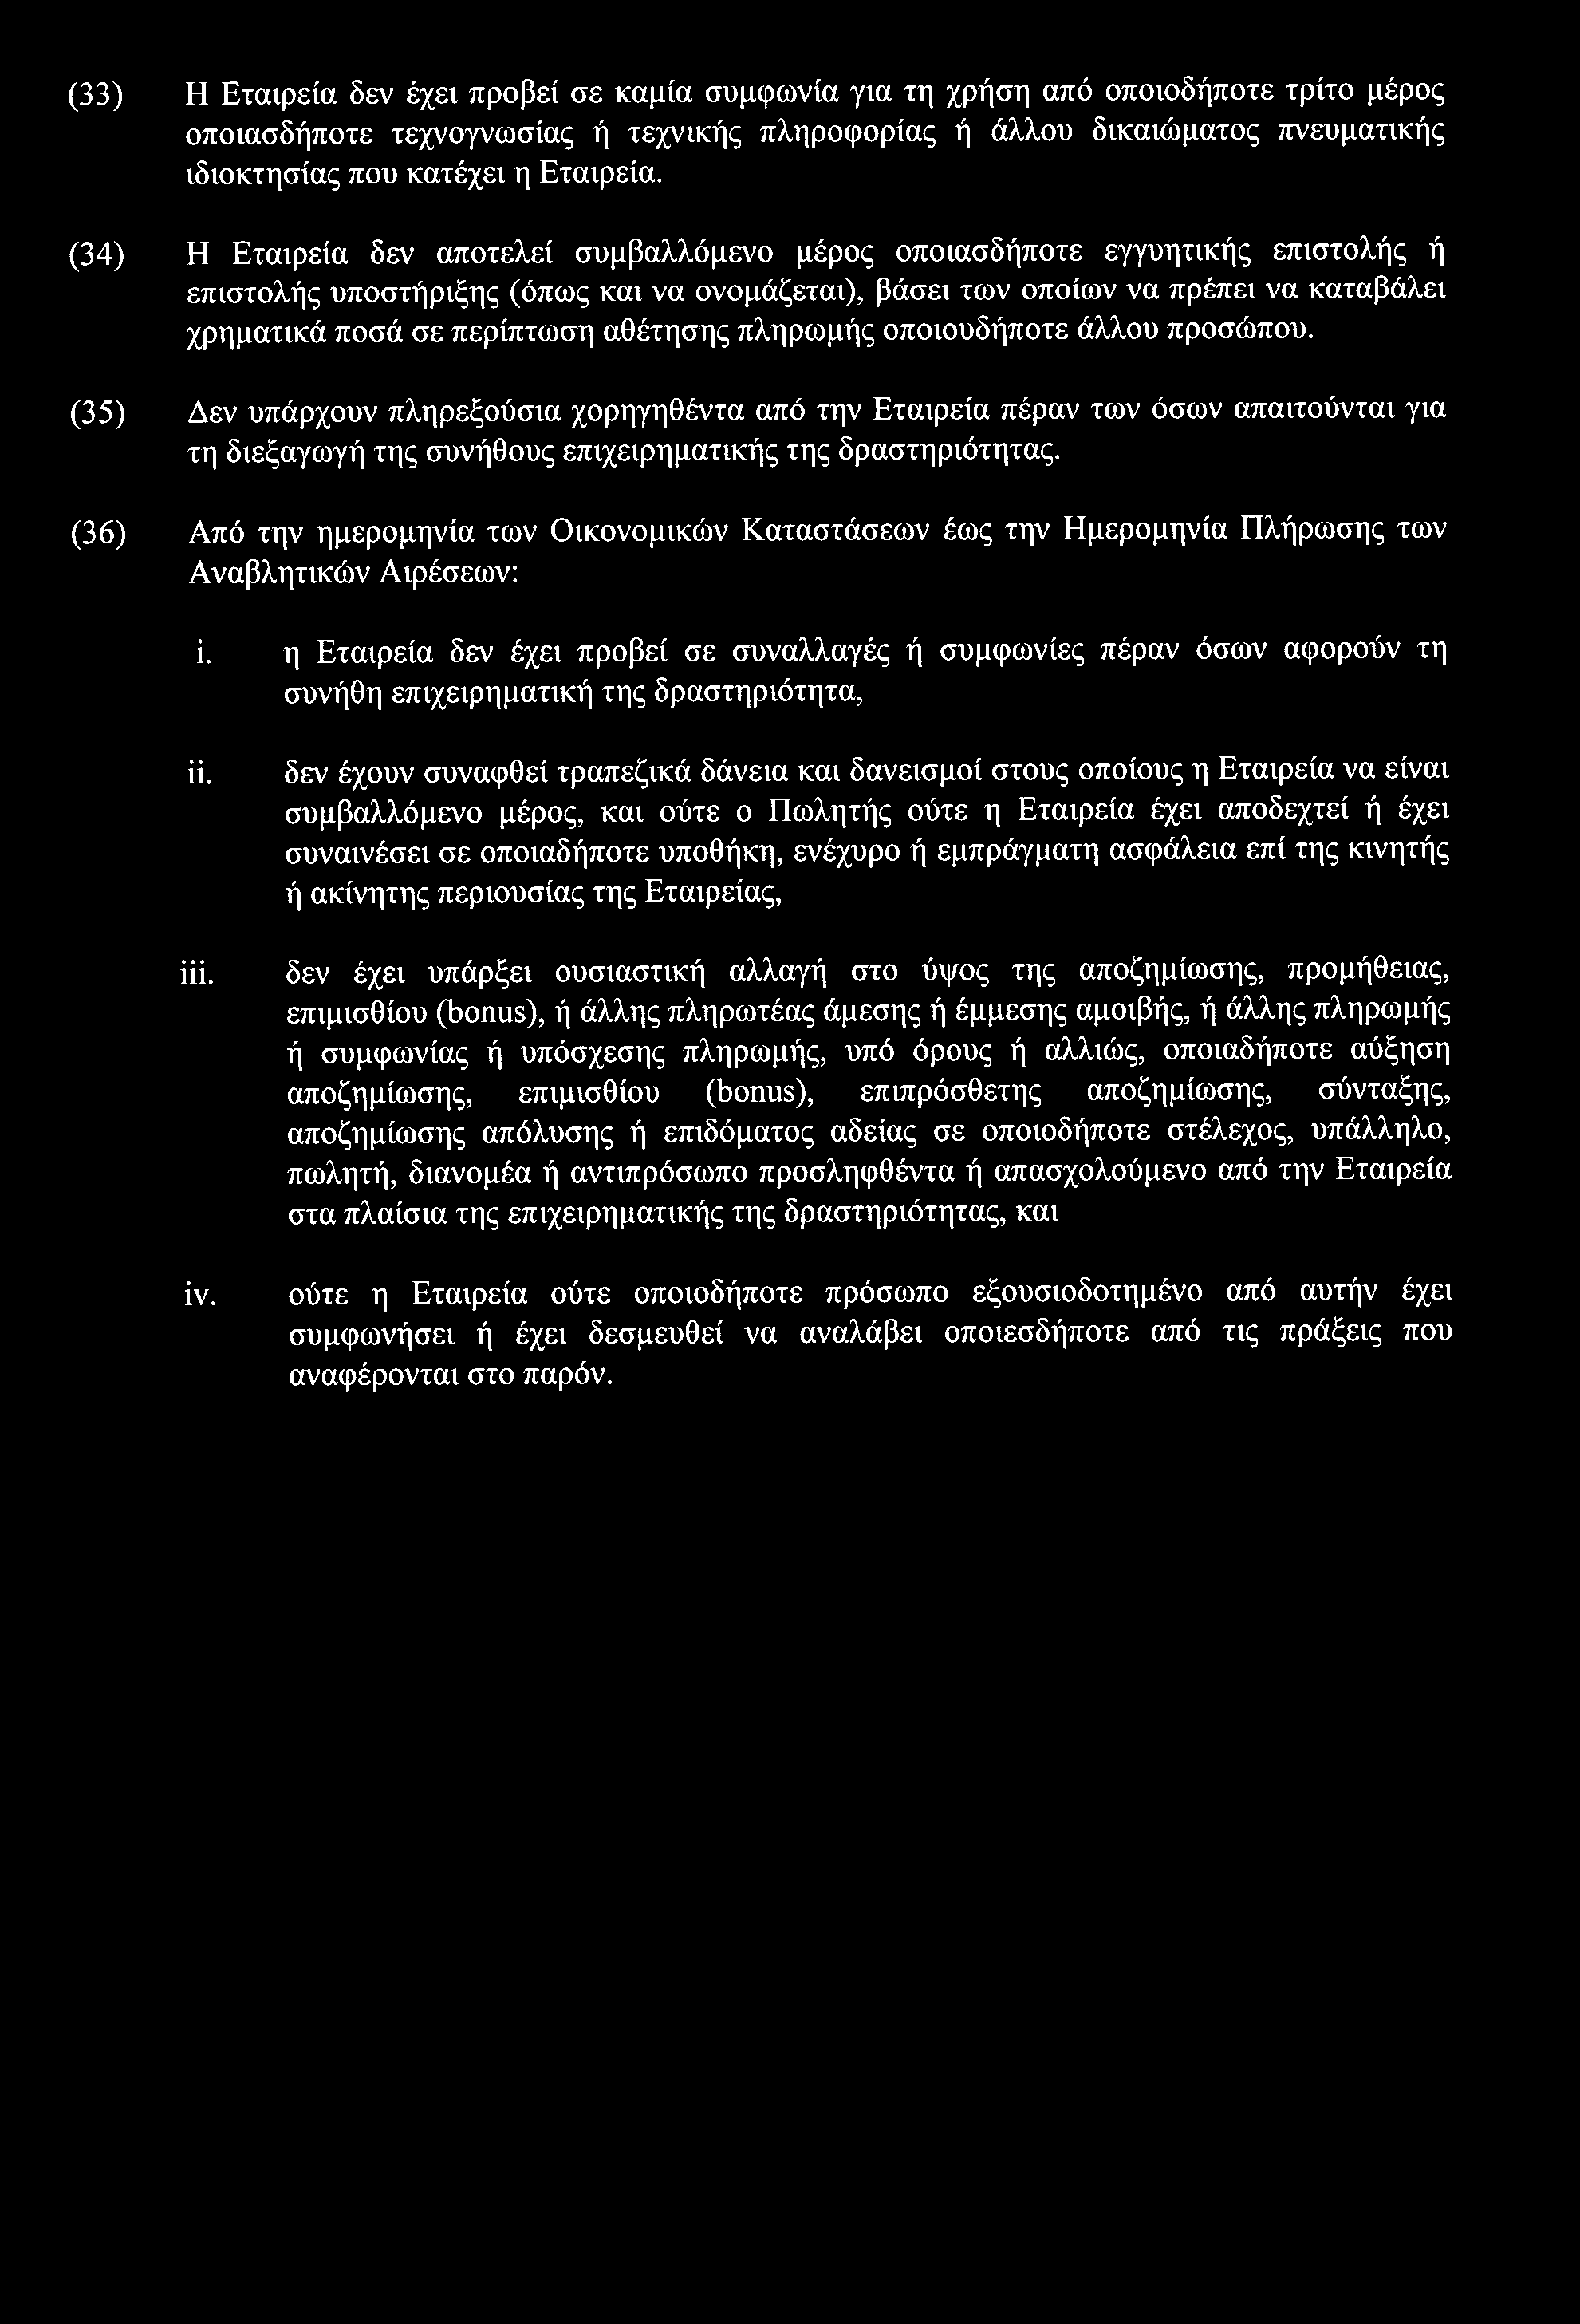 (33) Η Εταιρεία δεν έχει προβεί σε καμία συμφωνία για τη χρήση από οποιοδήποτε τρίτο μέρος
οποιασδήποτε τεχνογνωσίας ή τεχνικής πληροφορίας ή άλλου δικαιώματος πνευματικής
ιδιοκτησίας που κατέχει η Εταιρεία.
(34) Η Εταιρεία δεν αποτελεί συμβαλλόμενο μέρος οποιασδήποτε εγγυητικής επιστολής ή
επιστολής υποστήριξης (όπως και να ονομάζεται), βάσει των οποίων να πρέπει να καταβάλει
χρηματικά ποσά σε περίπτωση αθέτησης πληρωμής οποιουδήποτε άλλου προσώπου.
(35) Δεν υπάρχουν πληρεξούσια χορηγηθέντα από την Εταιρεία πέραν των όσων απαιτούνται για
τη διεξαγωγή της συνήθους επιχειρηματικής της δραστηριότητας.
(36) Από την ημερομηνία των Οικονομικών Καταστάσεων έως την Ημερομηνία Πλήρωσης των
Αναβλητικών Αιρέσεων:
i. η Εταιρεία δεν έχει προβεί σε συναλλαγές ή συμφωνίες πέραν όσων αφορούν τη
συνήθη επιχειρηματική της δραστηριότητα,
ii. δεν έχουν συναφθεί τραπεζικά δάνεια και δανεισμοί στους οποίους η Εταιρεία να είναι
συμβαλλόμενο μέρος, και ούτε ο Πωλητής ούτε η Εταιρεία έχει αποδεχτεί ή έχει
συναινέσει σε οποιαδήποτε υποθήκη, ενέχυρο ή εμπράγματη ασφάλεια επί της κινητής
ή ακίνητης περιουσίας της Εταιρείας,
iii. δεν έχει υπάρξει ουσιαστική αλλαγή στο ύψος της αποζημίωσης, προμήθειας,
επιμισθίου (bonus), ή άλλης πληρωτέας άμεσης ή έμμεσης αμοιβής, ή άλλης πληρωμής
ή συμφωνίας ή υπόσχεσης πληρωμής, υπό όρους ή αλλιώς, οποιαδήποτε αύξηση
αποζημίωσης, επιμισθίου (bonus), επιπρόσθετης αποζημίωσης, σύνταξης,
αποζημίωσης απόλυσης ή επιδόματος αδείας σε οποιοδήποτε στέλεχος, υπάλληλο,
πωλητή, διανομέα ή αντιπρόσωπο προσληφθέντα ή απασχολούμενο από την Εταιρεία
στα πλαίσια της επιχειρηματικής της δραστηριότητας, και
iv. ούτε η Εταιρεία ούτε οποιοδήποτε πρόσωπο εξουσιοδοτημένο από αυτήν έχει
συμφωνήσει ή έχει δεσμευθεί να αναλάβει οποιεσδήποτε από τις πράξεις που
αναφέρονται στο παρόν.